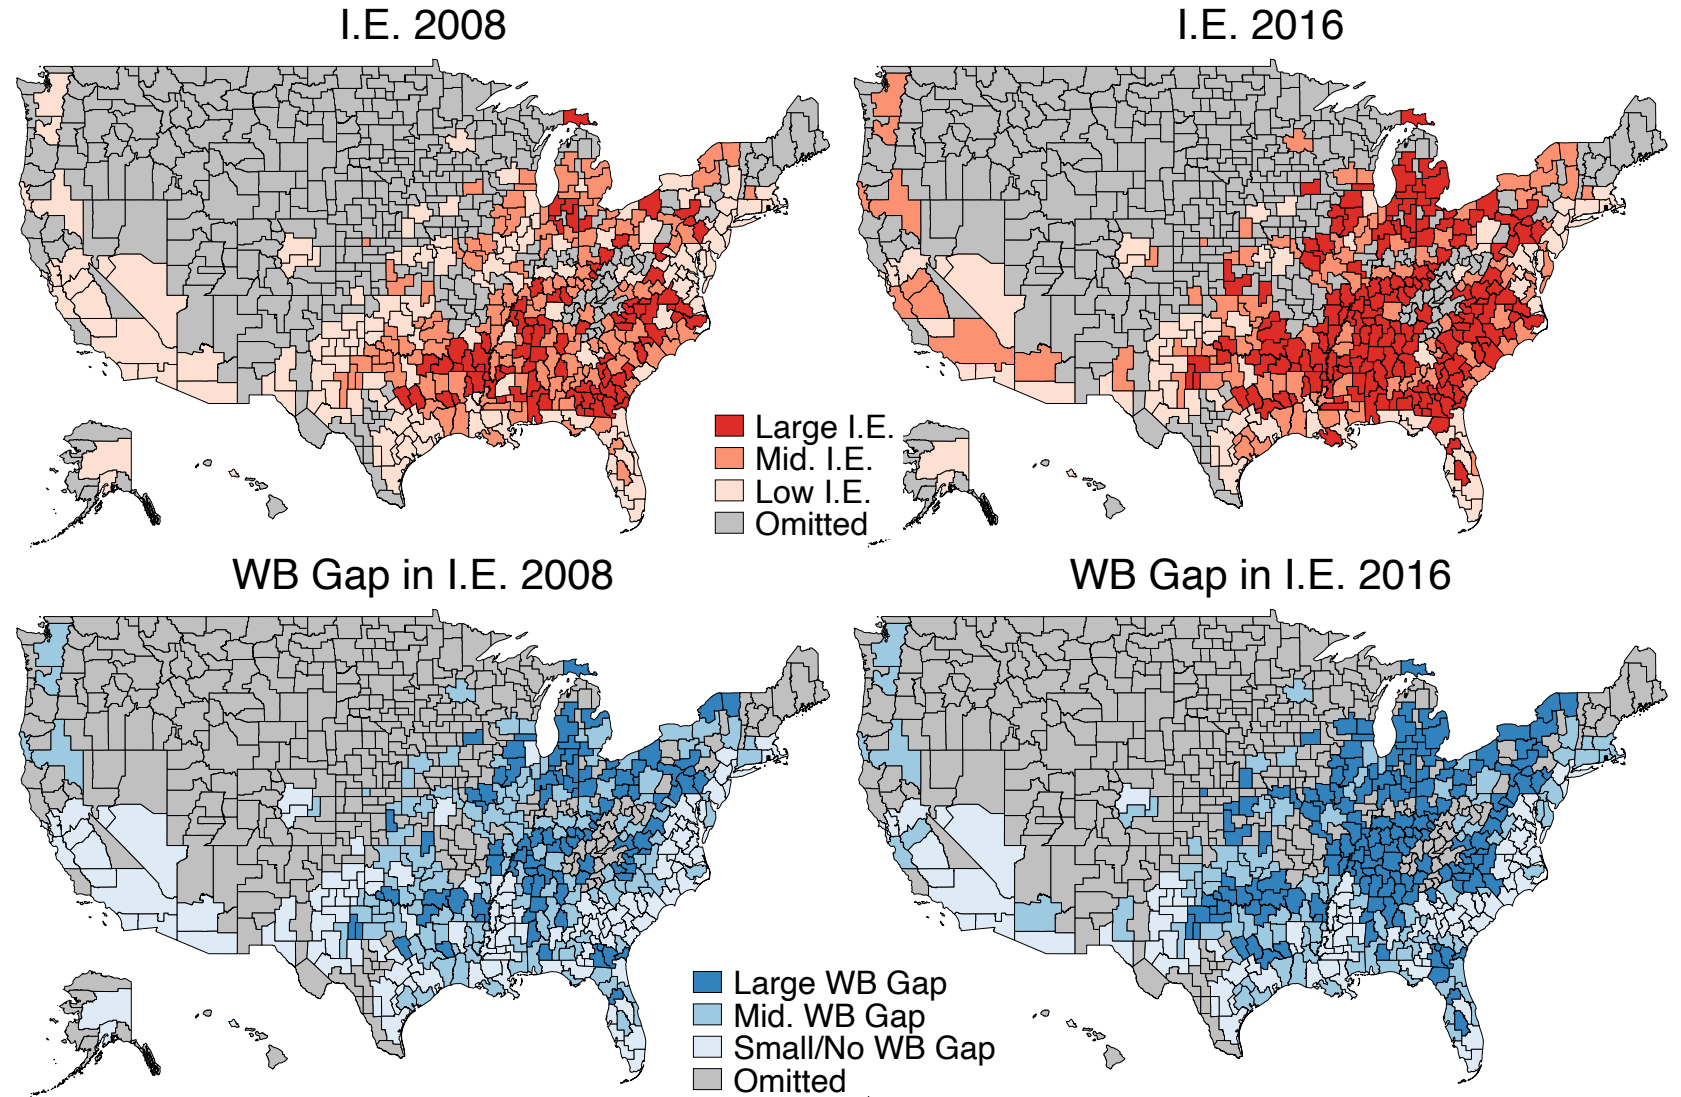 I.E. 2008
I.E. 2016
Large I.E.
Mid. I.E.
Low I.E.
Omitted
WB Gap in I.E. 2008
WB Gap in I.E. 2016
Large WB Gap
Mid. WB Gap
Small/No WB Gap
Omitted